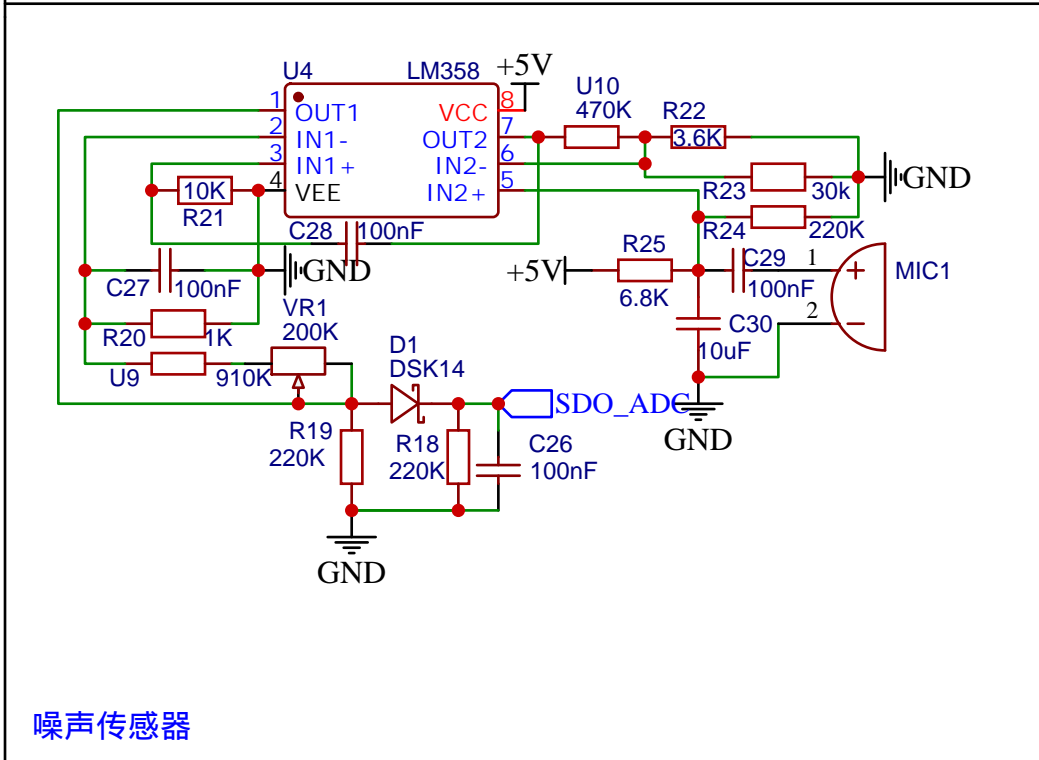 U4 LM358 +5V
1 OUT1 VCC 8
2 IN1- OUT2 7
3 IN1+ IN2- 6
4 VEE IN2+ 5
U10
470K
R22
3.6K
R23 30k
GND
R24 220K
10K
R21
C28 100nF
GND
C27 100nF
R25
+5V
6.8K
C29
100nF
1
2
MIC1
C30
10uF
R20 1K
VR1
200K
U9 910K
D1
DSK14
SDO_ADC
GND
R19
220K
R18
220K
C26
100nF
GND
噪声传感器